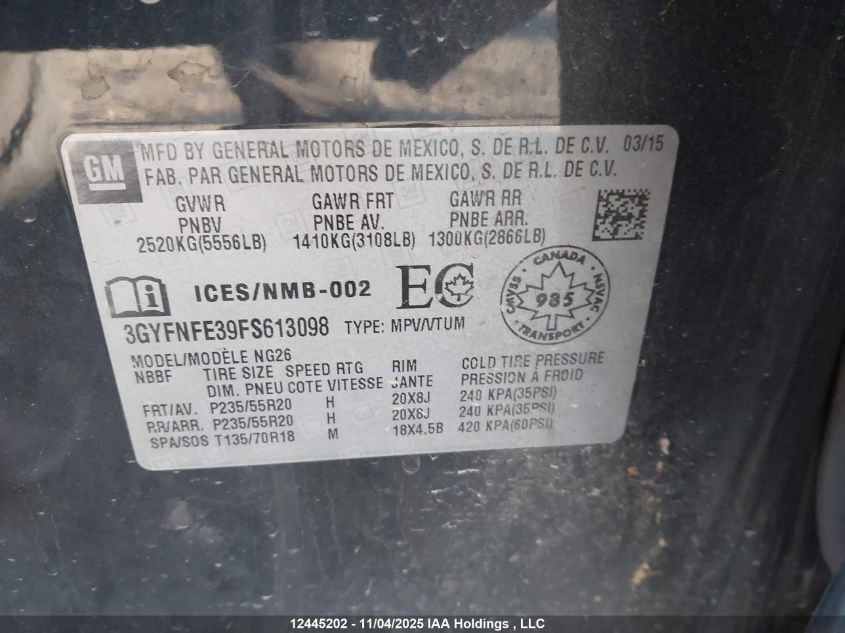 GM
MFD BY GENERAL MOTORS DE MEXICO, S. DE R.L. DE C.V. 03/15
FAB. PAR GENERAL MOTORS DE MEXICO, S. DE R.L. DE C.V.
GVWR GAWR FRT GAWR RR
PNBV PNBE AV. PNBE ARR.
2520KG(5556LB) 1410KG(3108LB) 1300KG(2866LB)
ICES/NMB-002 EC
CANADA
CMVSS 985 NSVAC
TRANSPORT
3GYFNFE39FS613098 TYPE: MPV/VTUM
MODEL/MODÈLE NG26
NBBF TIRE SIZE SPEED RTG RIM COLD TIRE PRESSURE
DIM. PNEU COTE VITESSE JANTE PRESSION À FROID
FRT/AV. P235/55R20 H 20X8J 240 KPA(35PSI)
RR/ARR. P235/55R20 H 20X8J 240 KPA(35PSI)
SPA/SOS T135/70R18 M 18X4.5B 420 KPA(60PSI)
12445202 - 11/04/2025 IAA Holdings , LLC